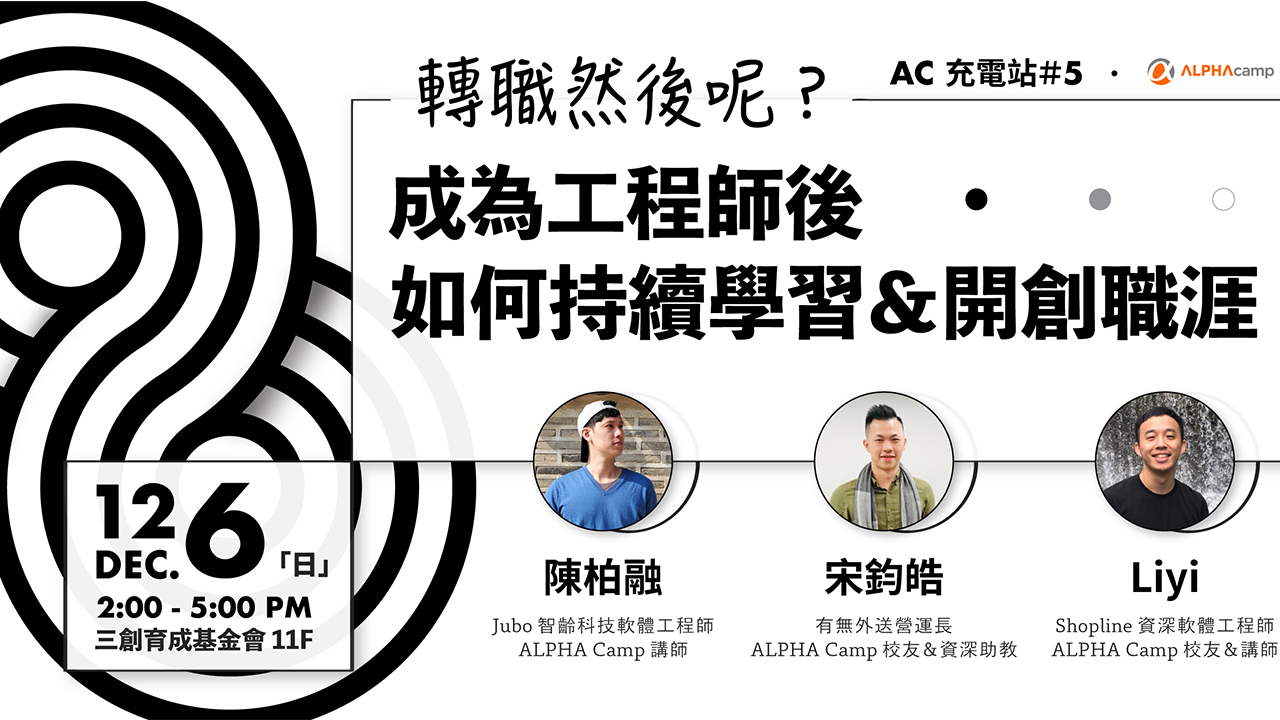 轉職然後呢？
AC 充電站#5 · ALPHAcamp
成為工程師後
如何持續學習＆開創職涯
12 6
DEC. 「日」
2:00 - 5:00 PM
三創育成基金會 11F
陳柏融
Jubo 智齡科技軟體工程師
ALPHA Camp 講師
宋鈞皓
有無外送營運長
ALPHA Camp 校友＆資深助教
Liyi
Shopline 資深軟體工程師
ALPHA Camp 校友＆講師